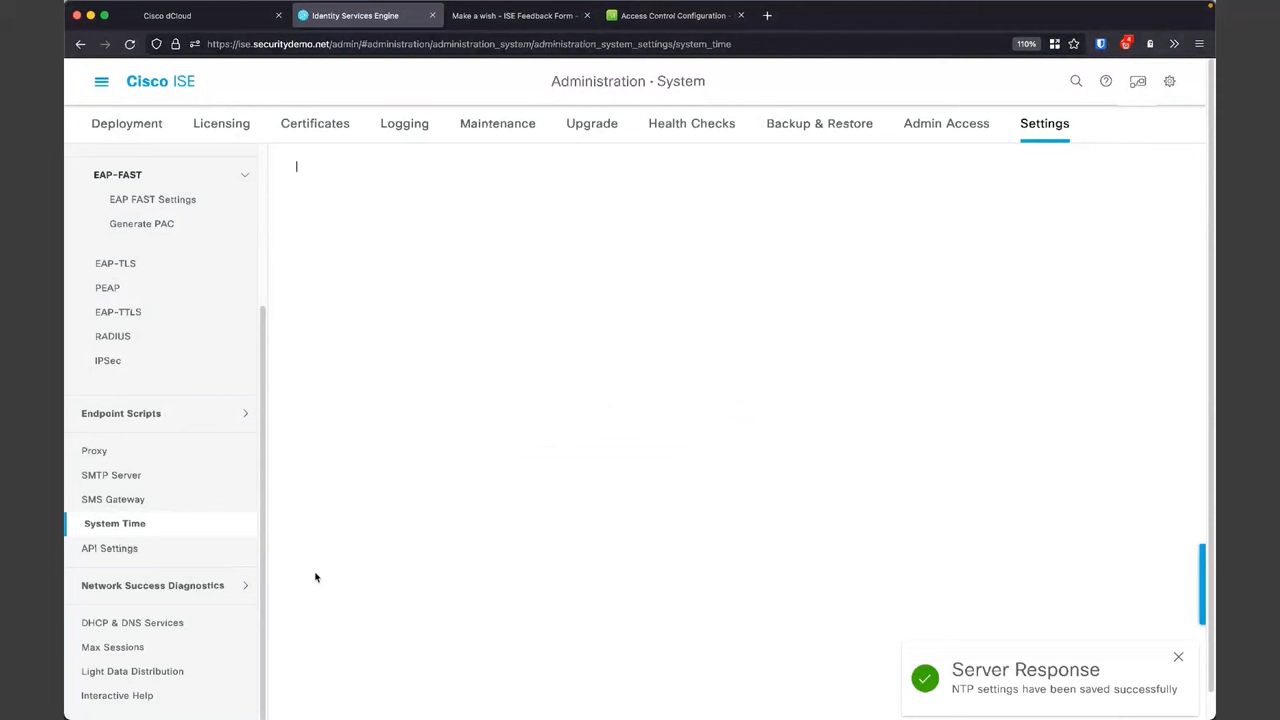 Cisco dCloud
Identity Services Engine
Make a wish - ISE Feedback Form -
Access Control Configuration -
https://ise.securitydemo.net/admin/#administration/administration_system/administration_system_settings/system_time
110%
4
Cisco ISE
Administration · System
Deployment
Licensing
Certificates
Logging
Maintenance
Upgrade
Health Checks
Backup & Restore
Admin Access
Settings
EAP-FAST
EAP FAST Settings
Generate PAC
EAP-TLS
PEAP
EAP-TTLS
RADIUS
IPSec
Endpoint Scripts
Proxy
SMTP Server
SMS Gateway
System Time
API Settings
Network Success Diagnostics
DHCP & DNS Services
Max Sessions
Light Data Distribution
Interactive Help
Server Response
NTP settings have been saved successfully